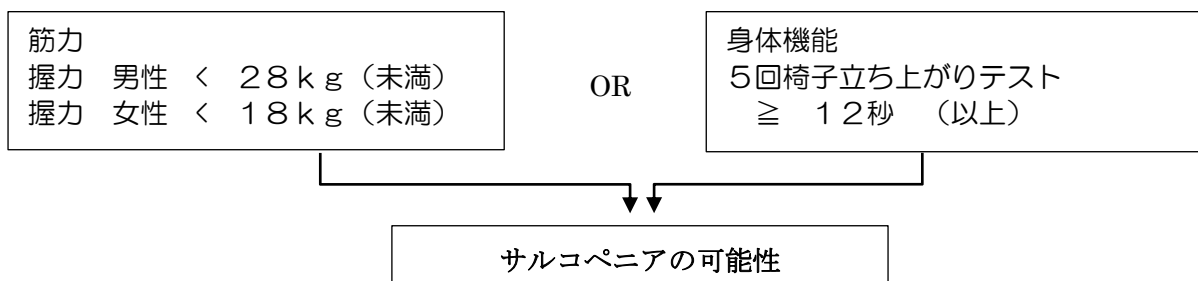 筋力
握力　男性　＜　２８ｋｇ（未満）
握力　女性　＜　１８ｋｇ（未満）
OR
身体機能
５回椅子立ち上がりテスト
≧　１２秒　（以上）
サルコペニアの可能性